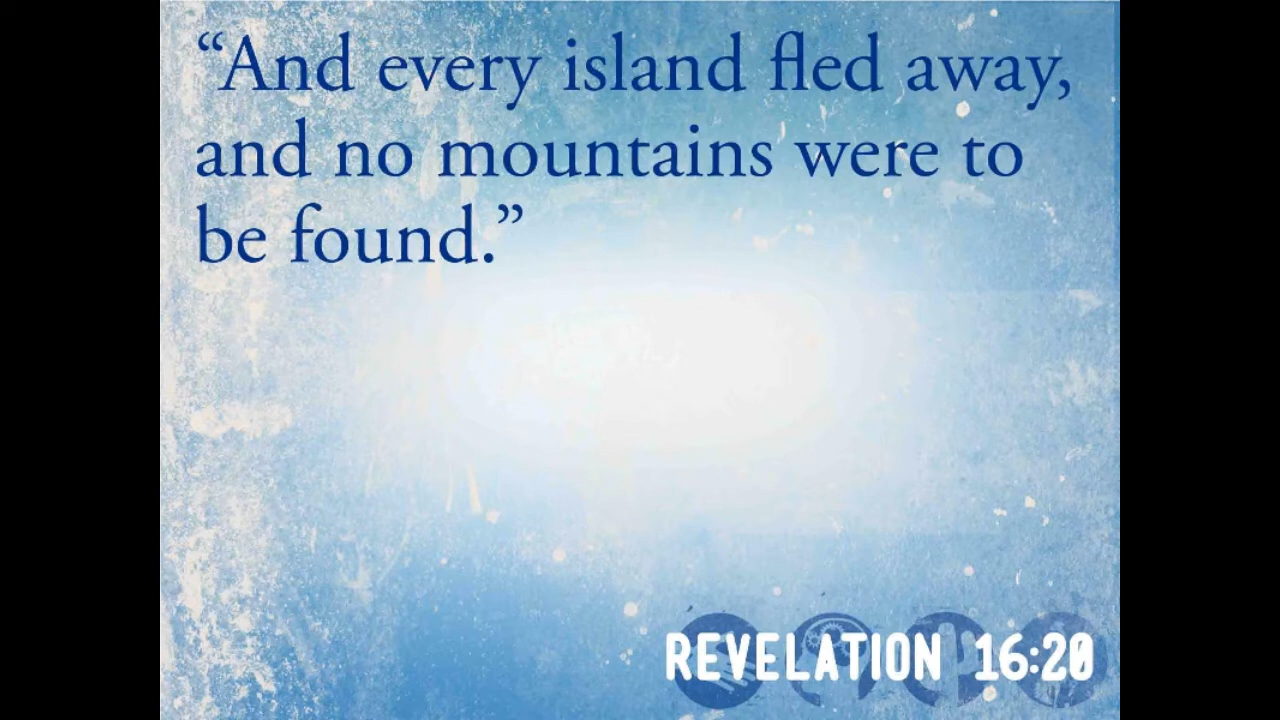 “And every island fled away,
and no mountains were to
be found.”
REVELATION 16:20